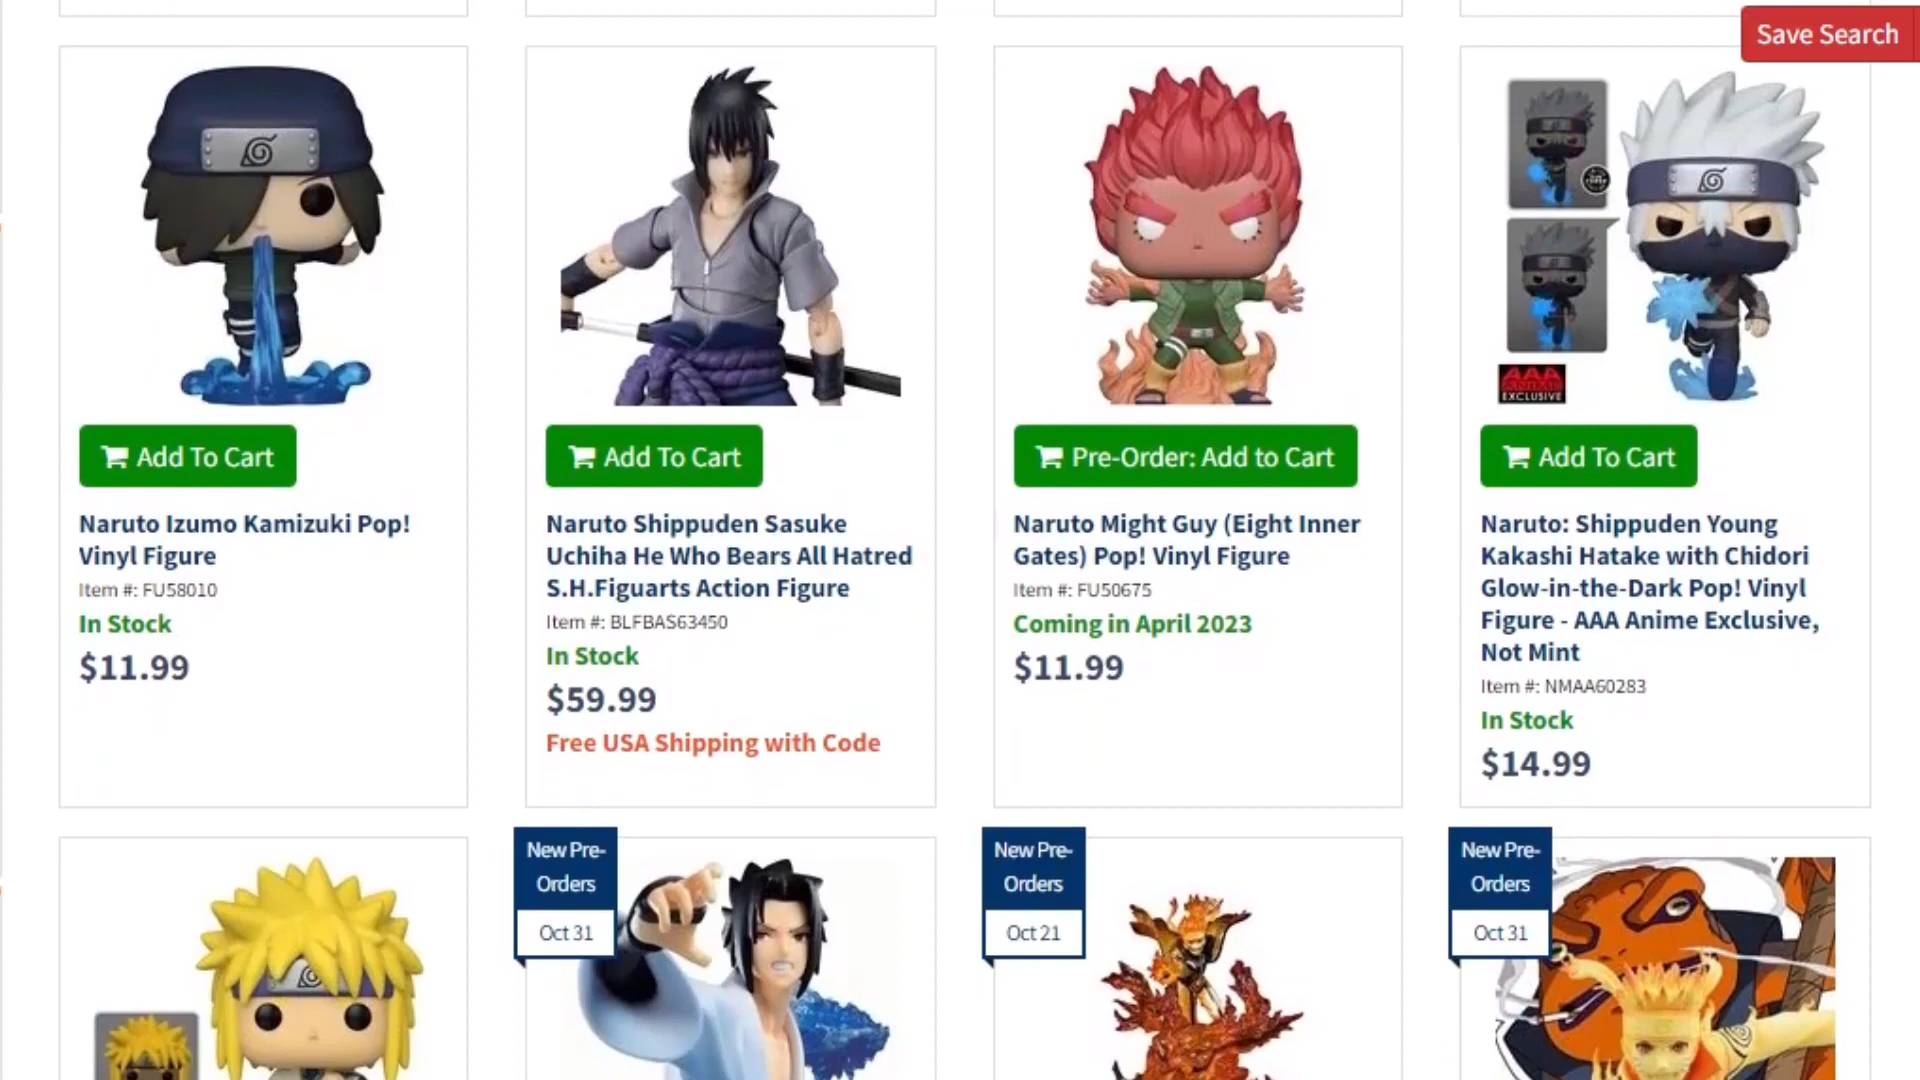 Save Search
AAA
ANIME
EXCLUSIVE
Add To Cart
Add To Cart
Pre-Order: Add to Cart
Add To Cart
Naruto Izumo Kamizuki Pop!
Vinyl Figure
Item #: FU58010
In Stock
$11.99
Naruto Shippuden Sasuke
Uchiha He Who Bears All Hatred
S.H.Figuarts Action Figure
Item #: BLFBAS63450
In Stock
$59.99
Free USA Shipping with Code
Naruto Might Guy (Eight Inner
Gates) Pop! Vinyl Figure
Item #: FU50675
Coming in April 2023
$11.99
Naruto: Shippuden Young
Kakashi Hatake with Chidori
Glow-in-the-Dark Pop! Vinyl
Figure - AAA Anime Exclusive,
Not Mint
Item #: NMAA60283
In Stock
$14.99
New Pre-
Orders
Oct 31
New Pre-
Orders
Oct 21
New Pre-
Orders
Oct 31